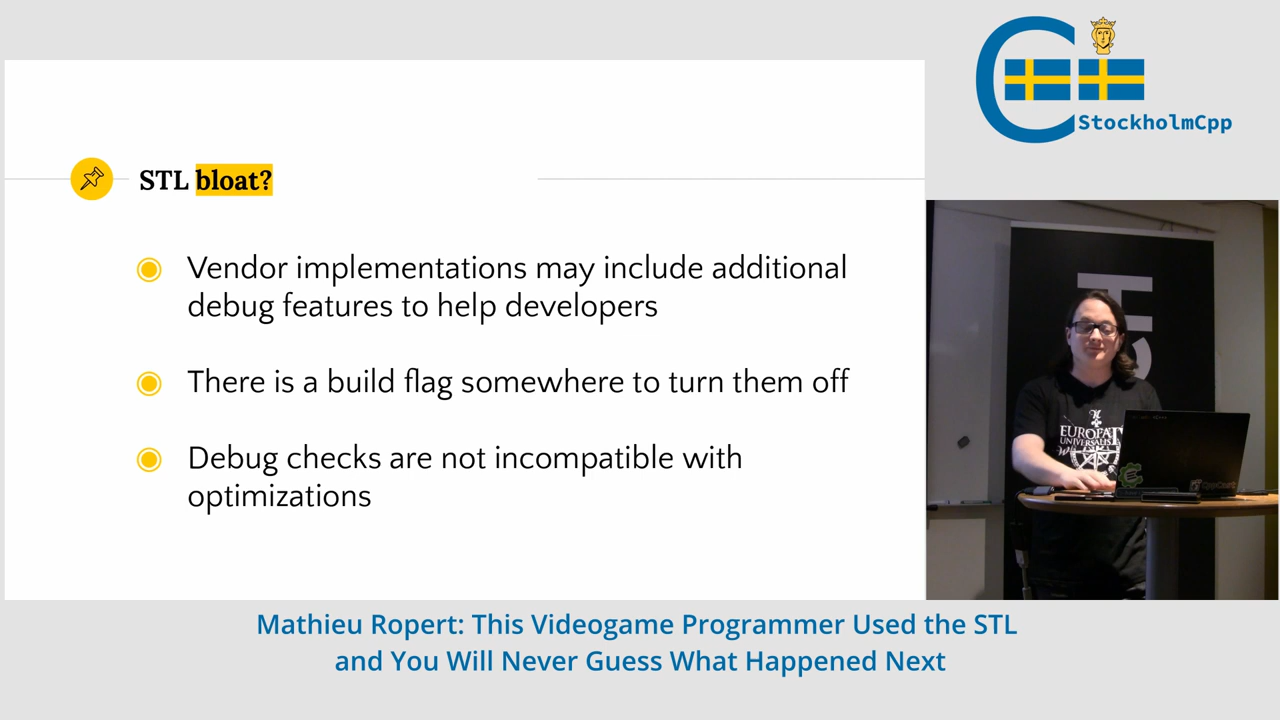 StockholmCpp
STL bloat?
Vendor implementations may include additional
debug features to help developers
There is a build flag somewhere to turn them off
Debug checks are not incompatible with
optimizations
EUROPA
UNIVERSALIS
Mathieu Ropert: This Videogame Programmer Used the STL
and You Will Never Guess What Happened Next